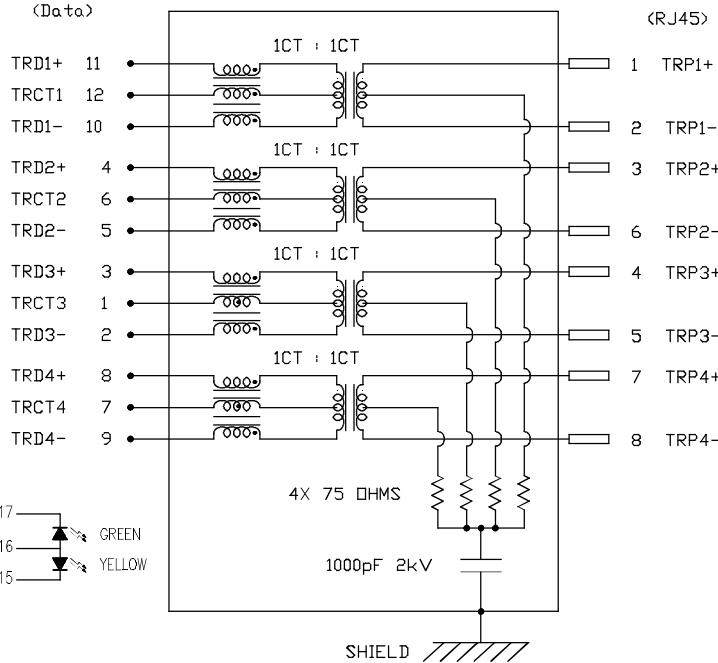 (Data)
(RJ45)
1CT : 1CT
TRD1+ 11
1 TRP1+
TRCT1 12
TRD1- 10
2 TRP1-
1CT : 1CT
TRD2+ 4
3 TRP2+
TRCT2 6
TRD2- 5
6 TRP2-
1CT : 1CT
TRD3+ 3
4 TRP3+
TRCT3 1
TRD3- 2
5 TRP3-
1CT : 1CT
TRD4+ 8
7 TRP4+
TRCT4 7
TRD4- 9
8 TRP4-
4X 75 OHMS
17
GREEN
16
YELLOW
15
1000pF 2kV
SHIELD